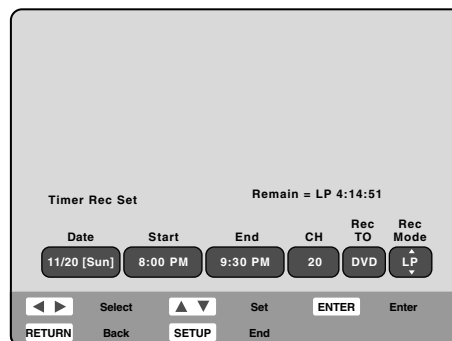 Timer Rec Set
Remain = LP 4:14:51
Date Start End CH Rec TO Rec Mode
11/20 [Sun] 8:00 PM 9:30 PM 20 DVD LP
Select Set ENTER Enter
RETURN Back SETUP End